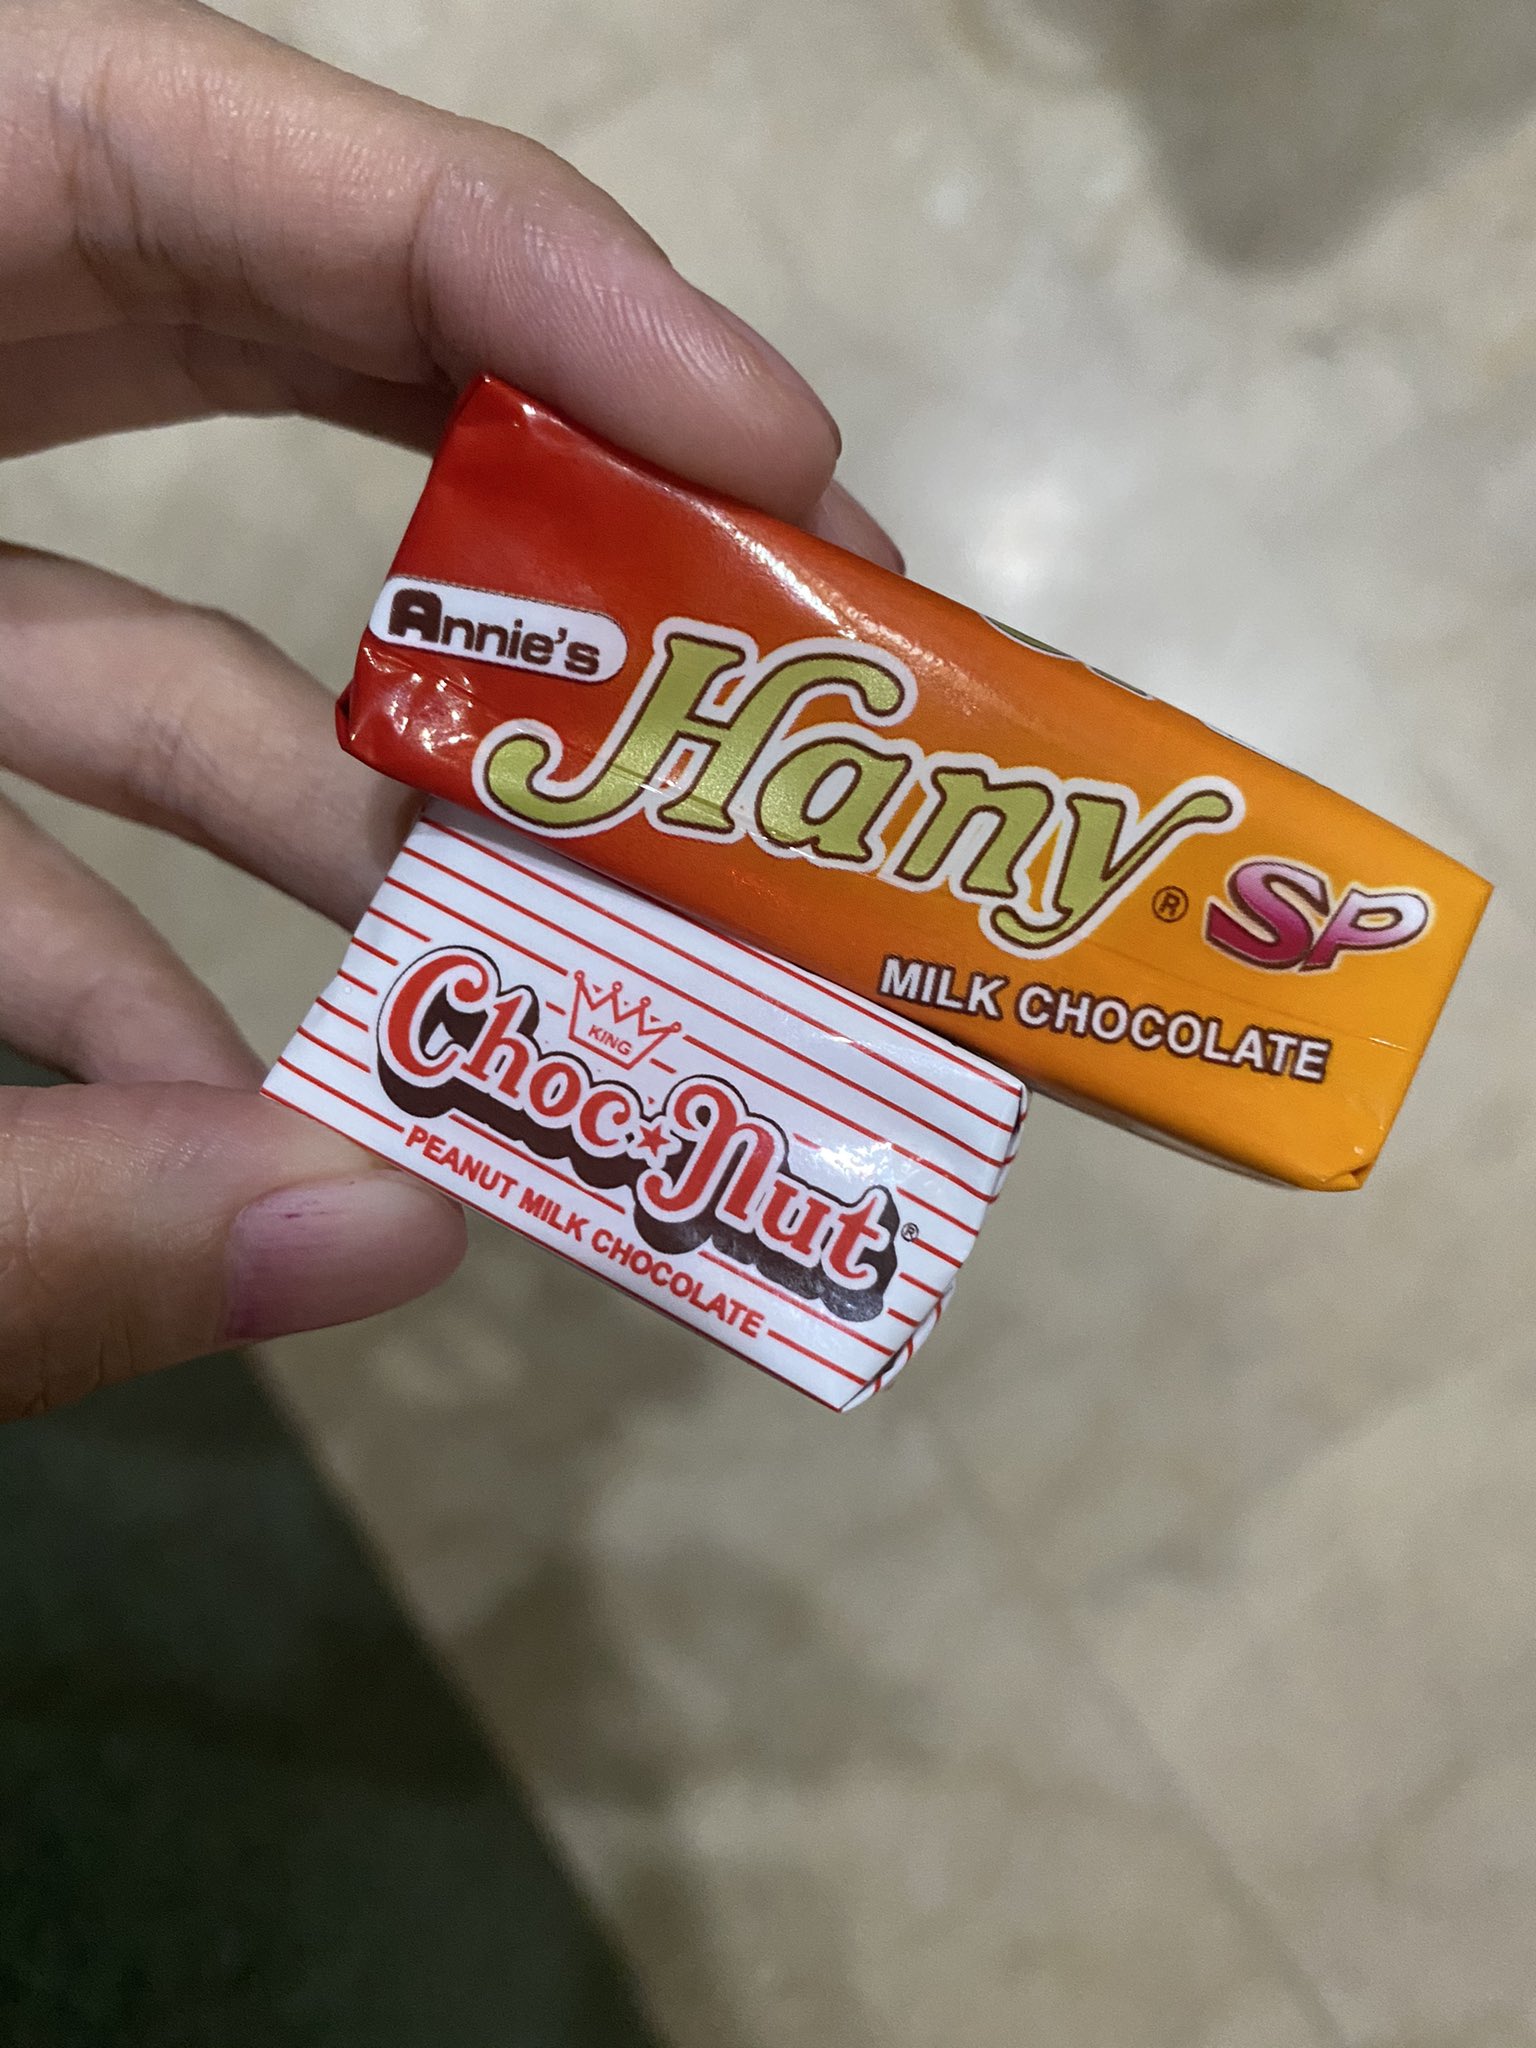 Annie's
Hany® SP
MILK CHOCOLATE
KING
Choc★Nut®
PEANUT MILK CHOCOLATE